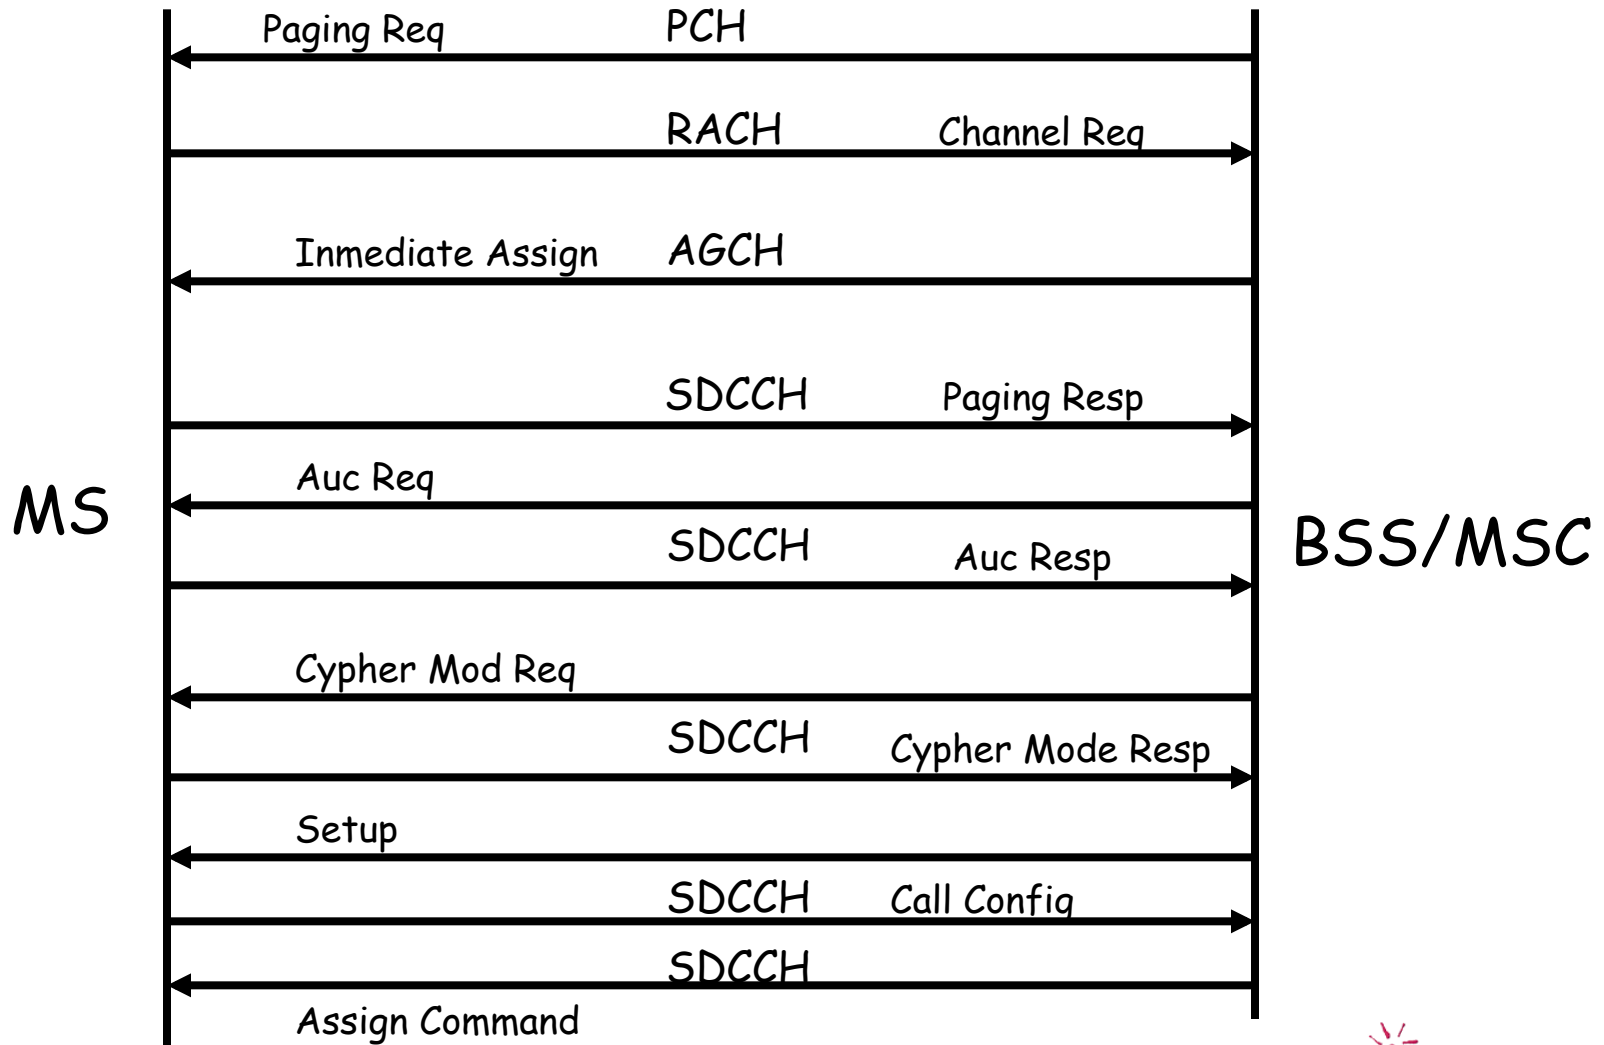 Paging Req PCH
RACH Channel Req
Inmediate Assign AGCH
SDCCH Paging Resp
Auc Req
MS
BSS/MSC
SDCCH Auc Resp
Cypher Mod Req
SDCCH Cypher Mode Resp
Setup
SDCCH Call Config
SDCCH
Assign Command